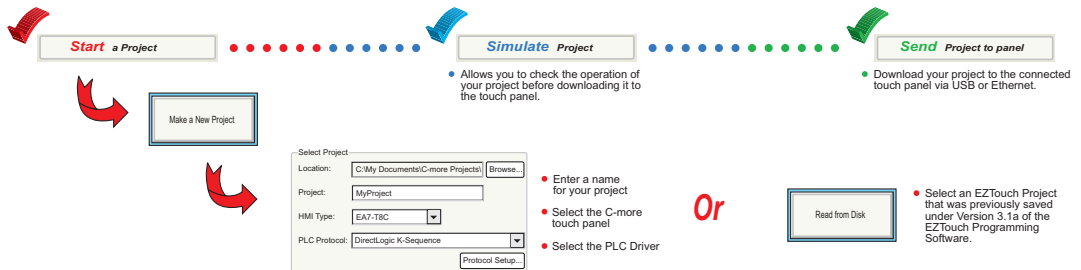 Start a Project
Simulate Project
Send Project to panel
• Allows you to check the operation of
your project before downloading it to
the touch panel.
• Download your project to the connected
touch panel via USB or Ethernet.
Make a New Project
Select Project
Location: C:\My Documents\C-more Projects\ Browse...
Project: MyProject
HMI Type: EA7-T8C
PLC Protocol: DirectLogic K-Sequence
Protocol Setup...
• Enter a name
for your project
• Select the C-more
touch panel
• Select the PLC Driver
Or
Read from Disk
• Select an EZTouch Project
that was previously saved
under Version 3.1a of the
EZTouch Programming
Software.